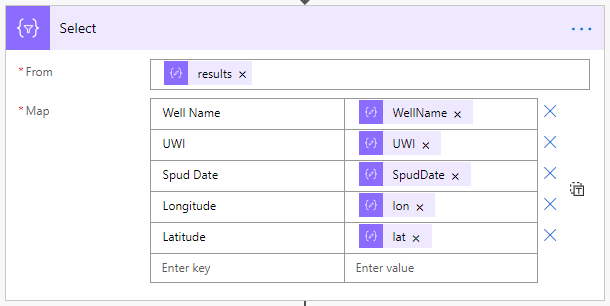 Select
* From results
* Map Well Name WellName
UWI UWI
Spud Date SpudDate
Longitude lon
Latitude lat
Enter key Enter value